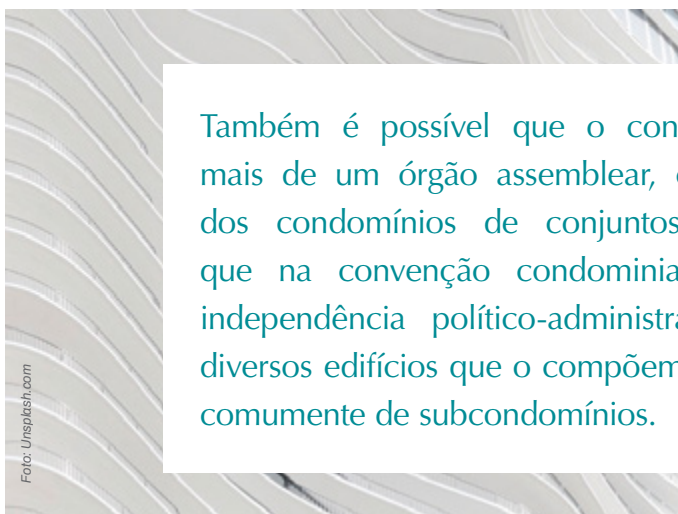 Também é possível que o con
mais de um órgão assemblear,
dos condomínios de conjuntos
que na convenção condominia
independência político-administra
diversos edifícios que o compõem
comumente de subcondomínios.
Foto: Unsplash.com